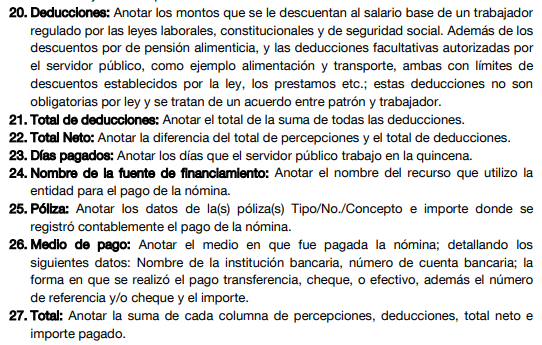 20. Deducciones: Anotar los montos que se le descuentan al salario base de un trabajador
regulado por las leyes laborales, constitucionales y de seguridad social. Además de los
descuentos por de pensión alimenticia, y las deducciones facultativas autorizadas por
el servidor público, como ejemplo alimentación y transporte, ambas con límites de
descuentos establecidos por la ley, los prestamos etc.; estas deducciones no son
obligatorias por ley y se tratan de un acuerdo entre patrón y trabajador.
21. Total de deducciones: Anotar el total de la suma de todas las deducciones.
22. Total Neto: Anotar la diferencia del total de percepciones y el total de deducciones.
23. Días pagados: Anotar los días que el servidor público trabajo en la quincena.
24. Nombre de la fuente de financiamiento: Anotar el nombre del recurso que utilizo la
entidad para el pago de la nómina.
25. Póliza: Anotar los datos de la(s) póliza(s) Tipo/No./Concepto e importe donde se
registró contablemente el pago de la nómina.
26. Medio de pago: Anotar el medio en que fue pagada la nómina; detallando los
siguientes datos: Nombre de la institución bancaria, número de cuenta bancaria; la
forma en que se realizó el pago transferencia, cheque, o efectivo, además el número
de referencia y/o cheque y el importe.
27. Total: Anotar la suma de cada columna de percepciones, deducciones, total neto e
importe pagado.